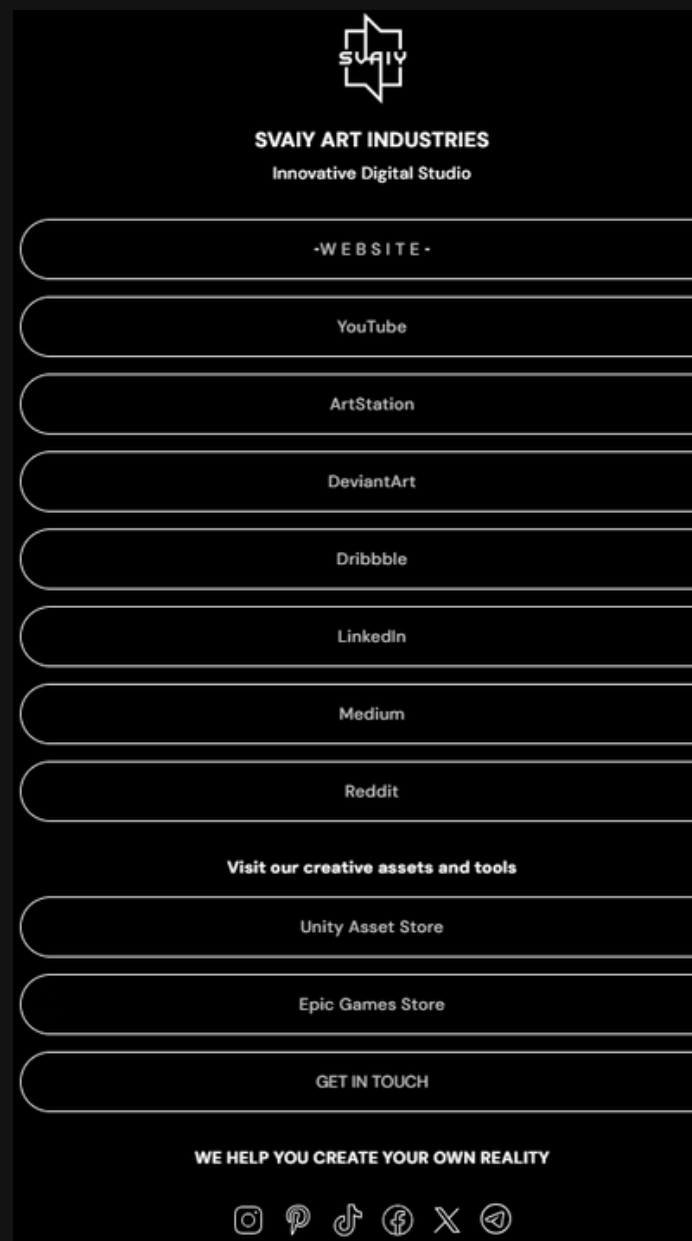 SVAIY
SVAIY ART INDUSTRIES
Innovative Digital Studio
-W E B S I T E -
YouTube
ArtStation
DeviantArt
Dribbble
LinkedIn
Medium
Reddit
Visit our creative assets and tools
Unity Asset Store
Epic Games Store
GET IN TOUCH
WE HELP YOU CREATE YOUR OWN REALITY